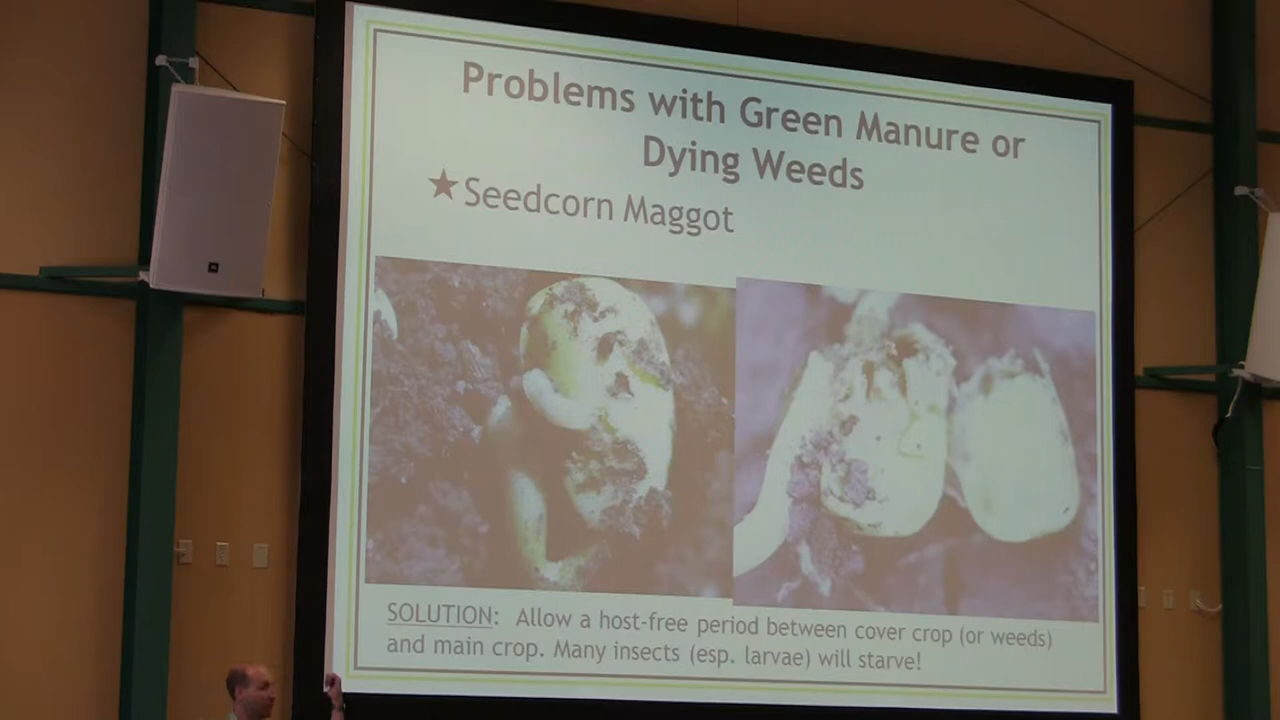 Problems with Green Manure or
Dying Weeds
★Seedcorn Maggot
SOLUTION: Allow a host-free period between cover crop (or weeds)
and main crop. Many insects (esp. larvae) will starve!